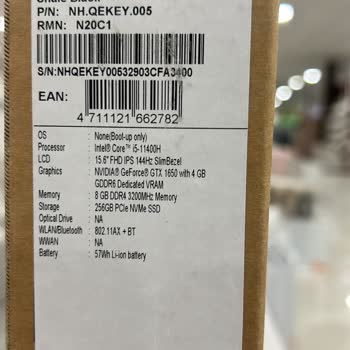 Shale Black
P/N: NH.QEKEY.005
RMN: N20C1
S/N:NHQEKEY00532903CFA3400
EAN:
4 711121 662782
OS : None(Boot-up only)
Processor : Intel® Core™ i5-11400H
LCD : 15.6" FHD IPS 144Hz SlimBezel
Graphics : NVIDIA® GeForce® GTX 1650 with 4 GB
GDDR6 Dedicated VRAM
Memory : 8 GB DDR4 3200MHz Memory
Storage : 256GB PCIe NVMe SSD
Optical Drive : NA
WLAN/Bluetooth : 802.11AX + BT
WWAN : NA
Battery : 57Wh Li-ion battery